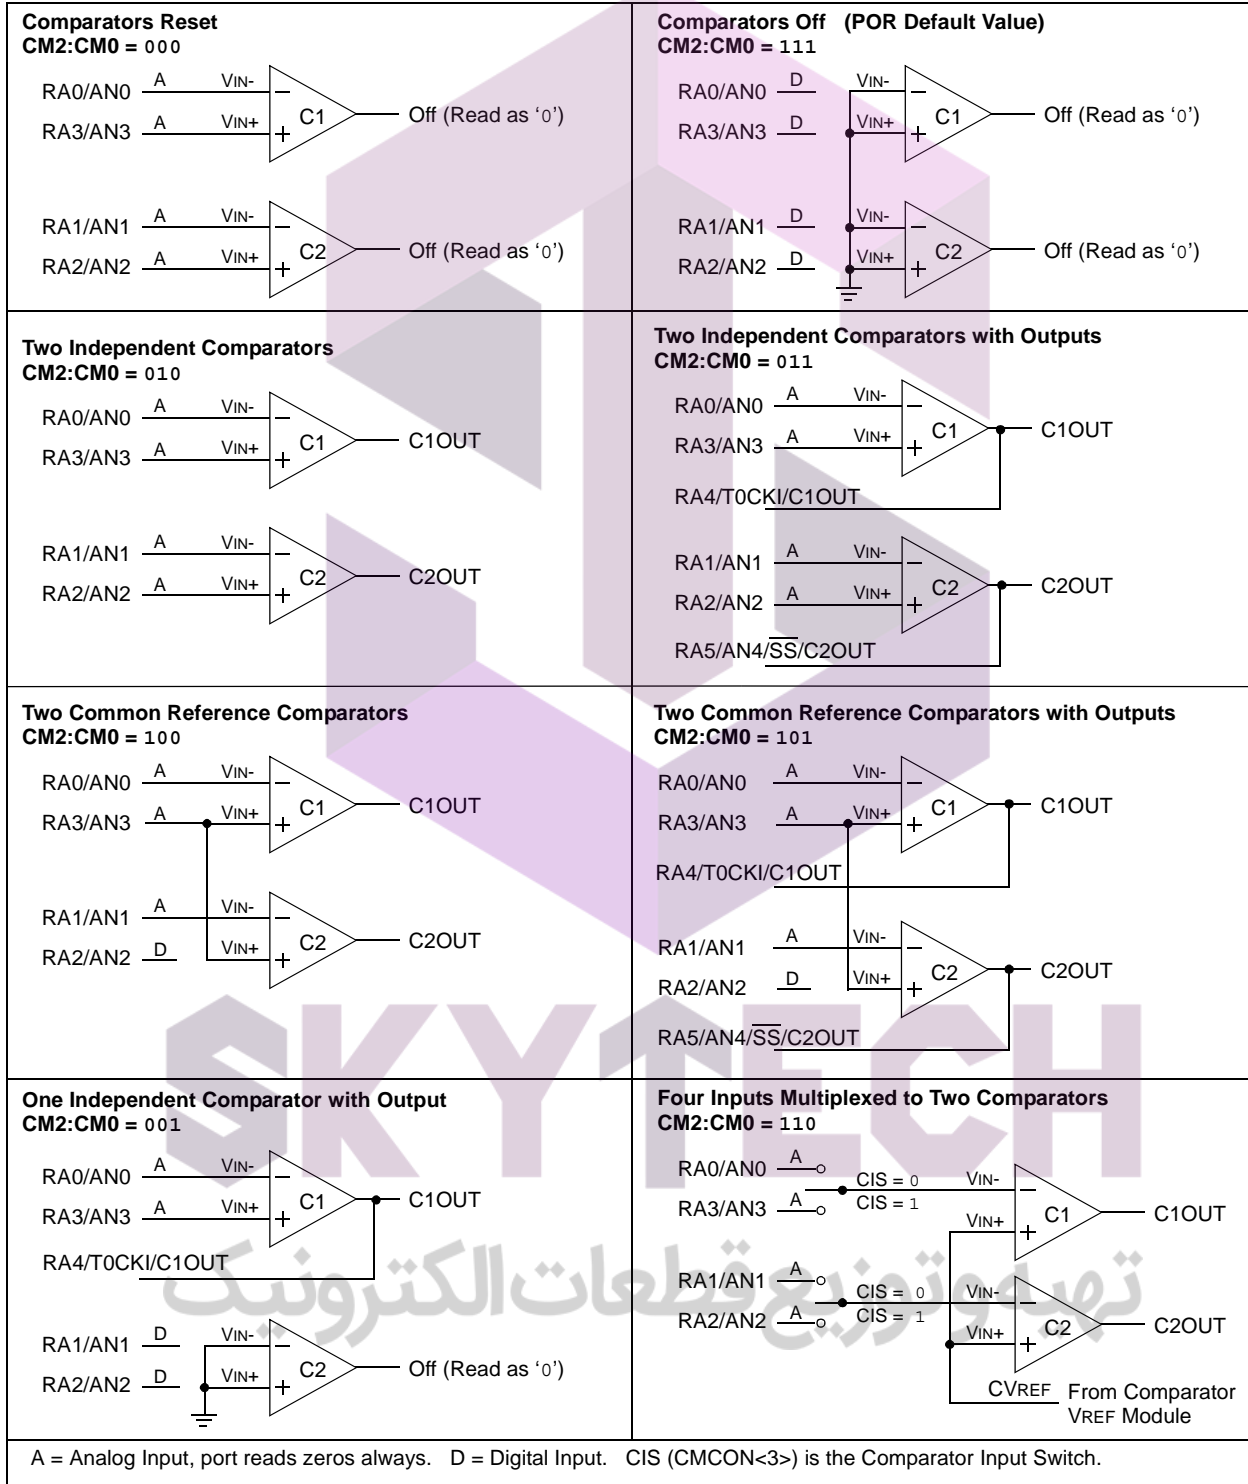 Comparators Reset
CM2:CM0 = 000
RA0/AN0 A VIN-
RA3/AN3 A VIN+
C1
Off (Read as ‘0’)
RA1/AN1 A VIN-
RA2/AN2 A VIN+
C2
Off (Read as ‘0’)
Comparators Off (POR Default Value)
CM2:CM0 = 111
RA0/AN0 D VIN-
RA3/AN3 D VIN+
C1
Off (Read as ‘0’)
RA1/AN1 D VIN-
RA2/AN2 D VIN+
C2
Off (Read as ‘0’)
Two Independent Comparators
CM2:CM0 = 010
RA0/AN0 A VIN-
RA3/AN3 A VIN+
C1
C1OUT
RA1/AN1 A VIN-
RA2/AN2 A VIN+
C2
C2OUT
Two Independent Comparators with Outputs
CM2:CM0 = 011
RA0/AN0 A VIN-
RA3/AN3 A VIN+
C1
C1OUT
RA4/T0CKI/C1OUT
RA1/AN1 A VIN-
RA2/AN2 A VIN+
C2
C2OUT
RA5/AN4/SS/C2OUT
Two Common Reference Comparators
CM2:CM0 = 100
RA0/AN0 A VIN-
RA3/AN3 A VIN+
C1
C1OUT
RA1/AN1 A VIN-
RA2/AN2 D VIN+
C2
C2OUT
Two Common Reference Comparators with Outputs
CM2:CM0 = 101
RA0/AN0 A VIN-
RA3/AN3 A VIN+
C1
C1OUT
RA4/T0CKI/C1OUT
RA1/AN1 A VIN-
RA2/AN2 D VIN+
C2
C2OUT
RA5/AN4/SS/C2OUT
SKYTECH
One Independent Comparator with Output
CM2:CM0 = 001
RA0/AN0 A VIN-
RA3/AN3 A VIN+
C1
C1OUT
RA4/T0CKI/C1OUT
RA1/AN1 D VIN-
RA2/AN2 D VIN+
C2
Off (Read as ‘0’)
Four Inputs Multiplexed to Two Comparators
CM2:CM0 = 110
RA0/AN0 A
CIS = 0 VIN-
RA3/AN3 A
CIS = 1
VIN+
C1
C1OUT
RA1/AN1 A
CIS = 0 VIN-
RA2/AN2 A
CIS = 1
VIN+
C2
C2OUT
CVREF From Comparator
VREF Module
تهیه و توزیع قطعات الکترونیک
A = Analog Input, port reads zeros always. D = Digital Input. CIS (CMCON<3>) is the Comparator Input Switch.